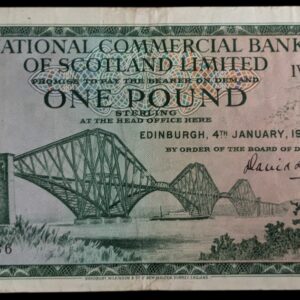 NATIONAL COMMERCIAL BANK
OF SCOTLAND LIMITED
PROMISE TO PAY THE BEARER ON DEMAND
ONE POUND
STERLING
AT THE HEAD OFFICE HERE
EDINBURGH, 4TH JANUARY, 19
BY ORDER OF THE BOARD OF D